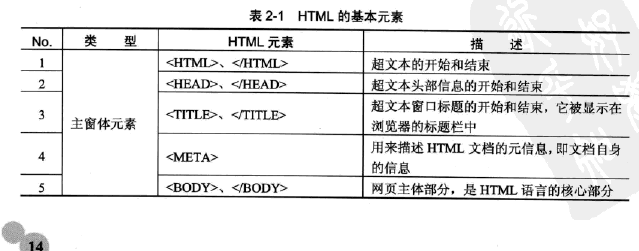 表 2-1 HTML 的基本元素
No. 类 型 HTML 元素 描 述
1 <HTML>、</HTML> 超文本的开始和结束
2 <HEAD>、</HEAD> 超文本头部信息的开始和结束
3 <TITLE>、</TITLE> 超文本窗口标题的开始和结束，它被显示在
浏览器的标题栏中
主窗体元素
4 <META> 用来描述 HTML 文档的元信息，即文档自身
的信息
5 <BODY>、</BODY> 网页主体部分，是 HTML 语言的核心部分
14